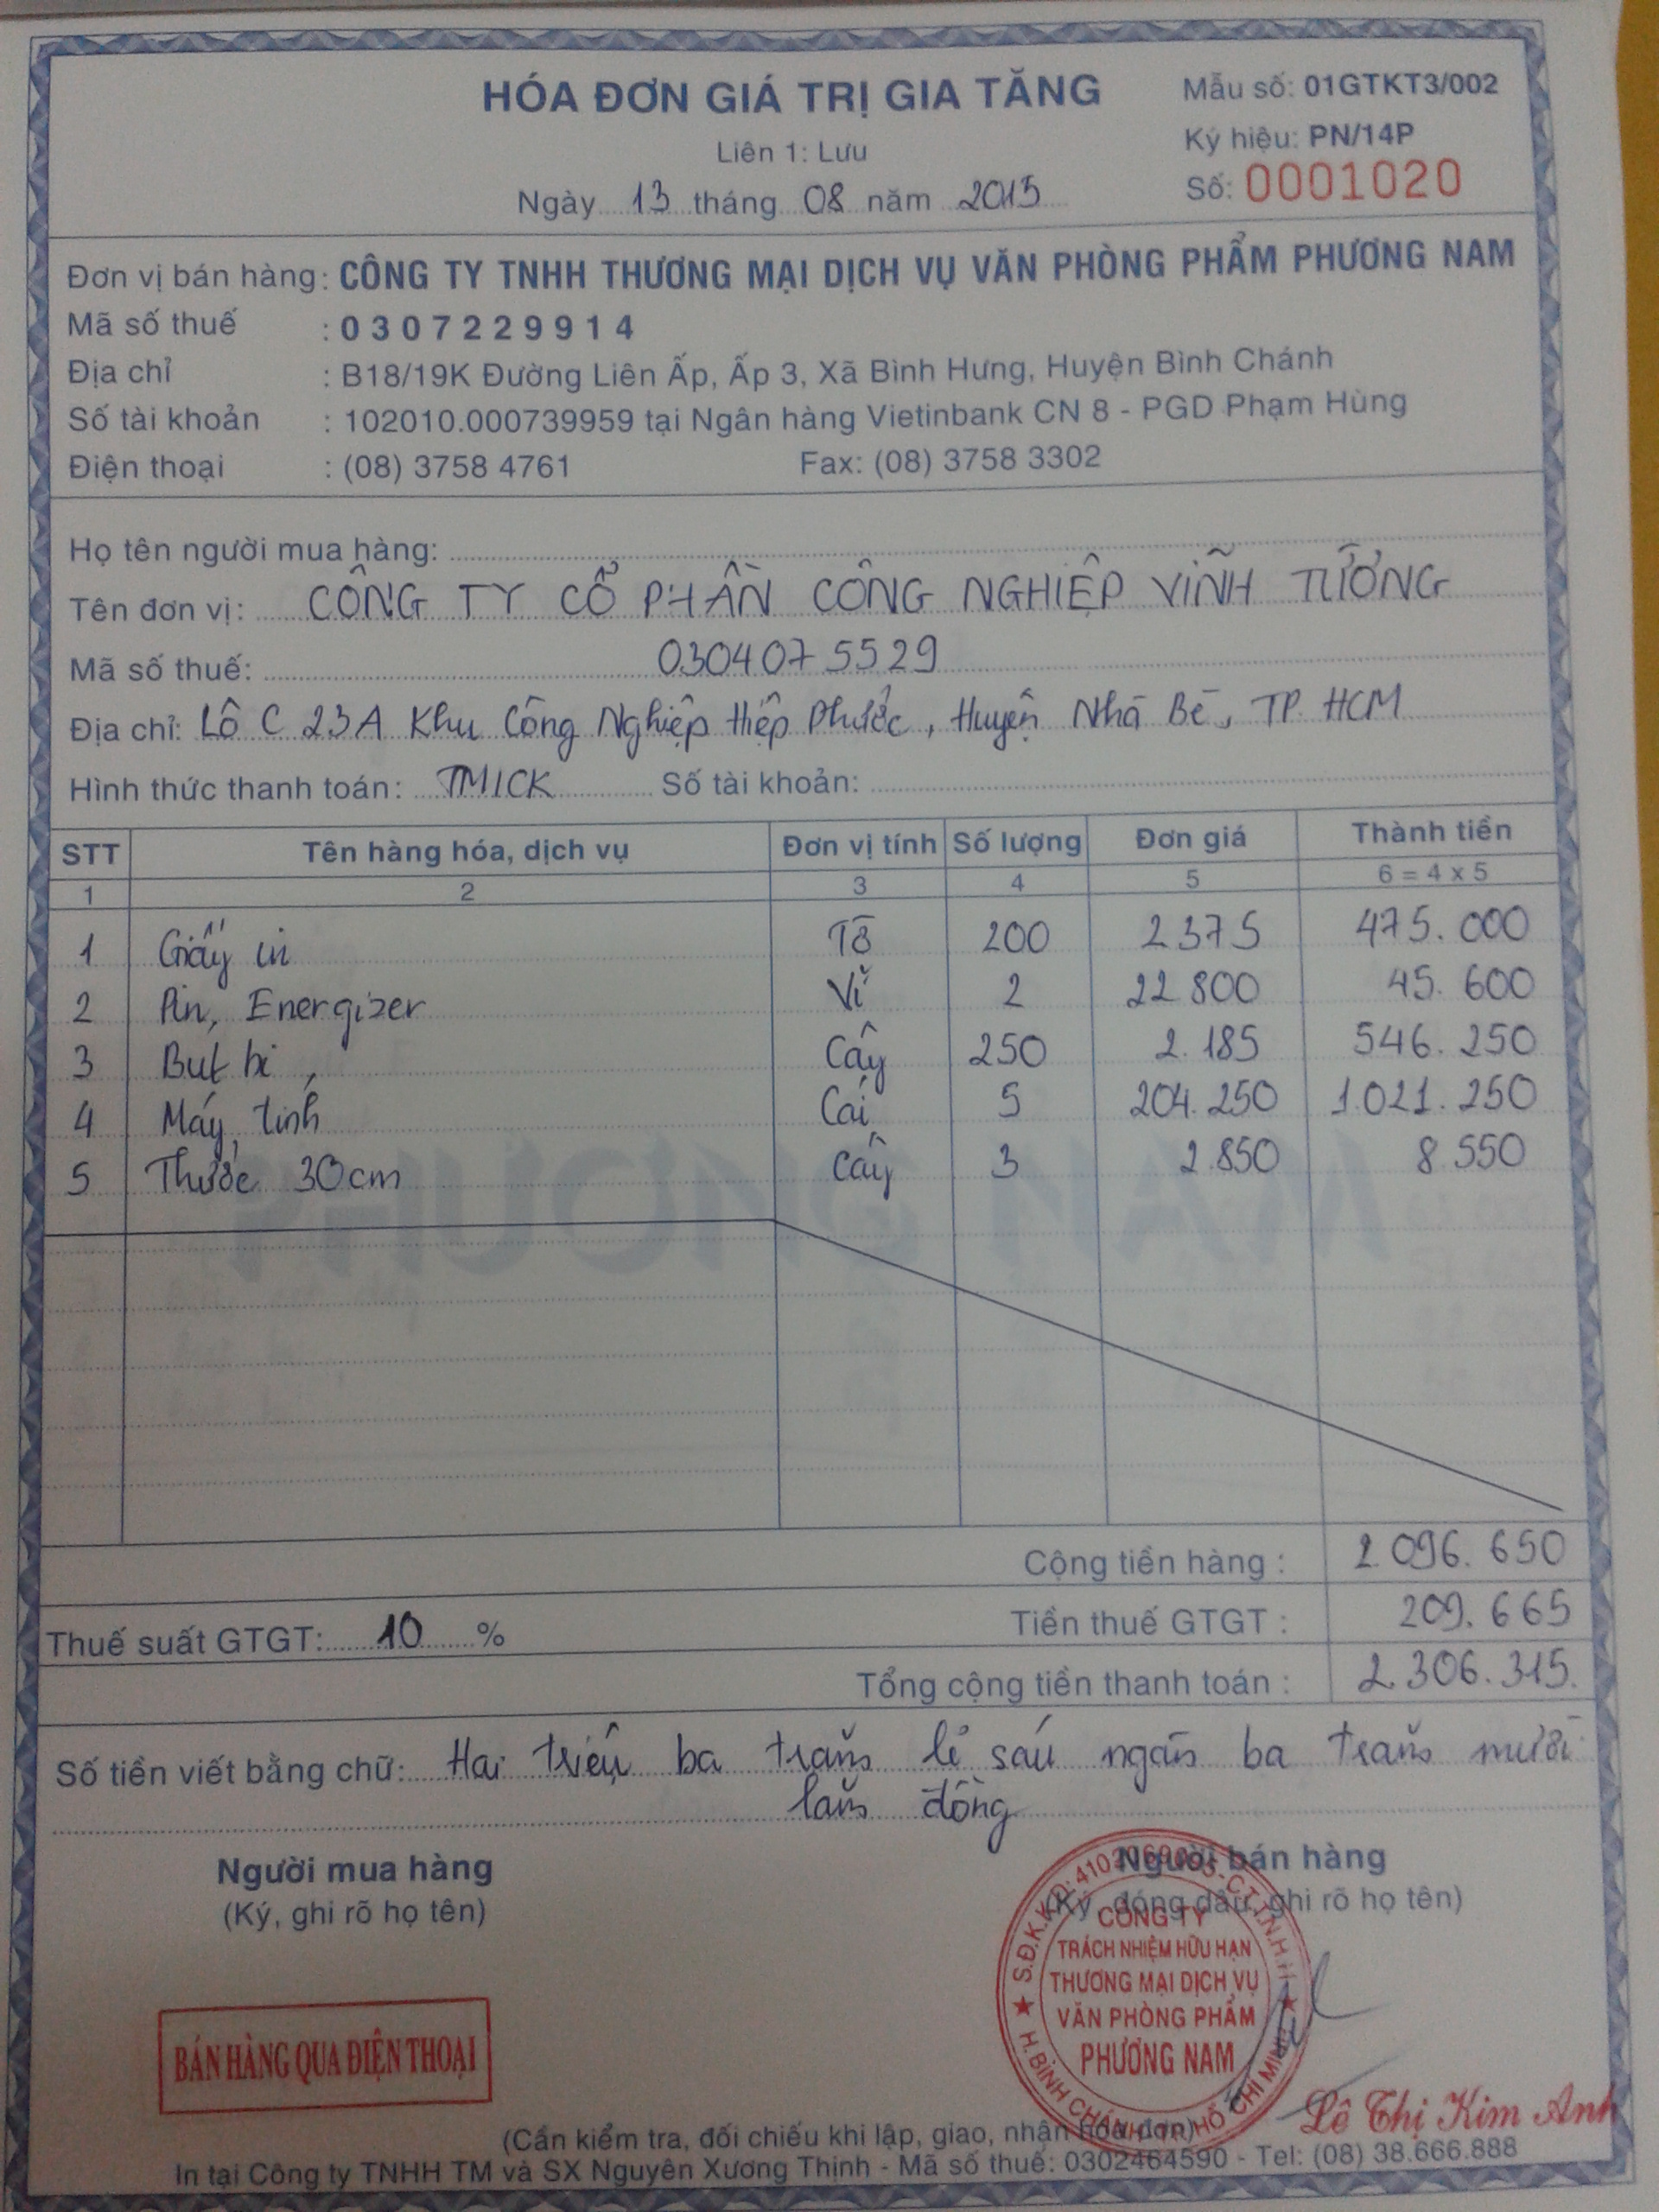 HÓA ĐƠN GIÁ TRỊ GIA TĂNG
Mẫu số: 01GTKT3/002
Liên 1: Lưu
Ký hiệu: PN/14P
Ngày 13 tháng 08 năm 2015
Số: 0001020
Đơn vị bán hàng: CÔNG TY TNHH THƯƠNG MẠI DỊCH VỤ VĂN PHÒNG PHẨM PHƯƠNG NAM
Mã số thuế : 0307229914
Địa chỉ : B18/19K Đường Liên Ấp, Ấp 3, Xã Bình Hưng, Huyện Bình Chánh
Số tài khoản : 102010.000739959 tại Ngân hàng Vietinbank CN 8 - PGD Phạm Hùng
Điện thoại : (08) 3758 4761 Fax: (08) 3758 3302
Họ tên người mua hàng:
Tên đơn vị: CÔNG TY CỔ PHẦN CÔNG NGHIỆP VĨNH TƯỜNG
Mã số thuế: 0304075529
Địa chỉ: Lô C 23A Khu Công Nghiệp Hiệp Phước, Huyện Nhà Bè, TP. HCM
Hình thức thanh toán: TM/CK Số tài khoản:
STT Tên hàng hóa, dịch vụ Đơn vị tính Số lượng Đơn giá Thành tiền
1 2 3 4 5 6 = 4 x 5
1 Giấy in Tờ 200 2375 475.000
2 Pin Energizer Vỉ 2 22.800 45.600
3 Bút bi Cây 250 2.185 546.250
4 Máy tính Cái 5 204.250 1.021.250
5 Thước 30cm Cây 3 2.850 8.550
Cộng tiền hàng : 2.096.650
Thuế suất GTGT: 10 % Tiền thuế GTGT : 209.665
Tổng cộng tiền thanh toán : 2.306.315.
Số tiền viết bằng chữ: Hai triệu ba trăm lẻ sáu ngàn ba trăm mười
lăm đồng
Người mua hàng
(Ký, ghi rõ họ tên)
Người bán hàng
(Ký, đóng dấu, ghi rõ họ tên)
CÔNG TY
TRÁCH NHIỆM HỮU HẠN
THƯƠNG MẠI DỊCH VỤ
VĂN PHÒNG PHẨM
PHƯƠNG NAM
H.BÌNH CHÁNH - TP.HỒ CHÍ MINH
BÁN HÀNG QUA ĐIỆN THOẠI
Lê Thị Kim Anh
(Cần kiểm tra, đối chiếu khi lập, giao, nhận hóa đơn)
In tại Công ty TNHH TM và SX Nguyên Xương Thịnh - Mã số thuế: 0302464590 - Tel: (08) 38.666.888